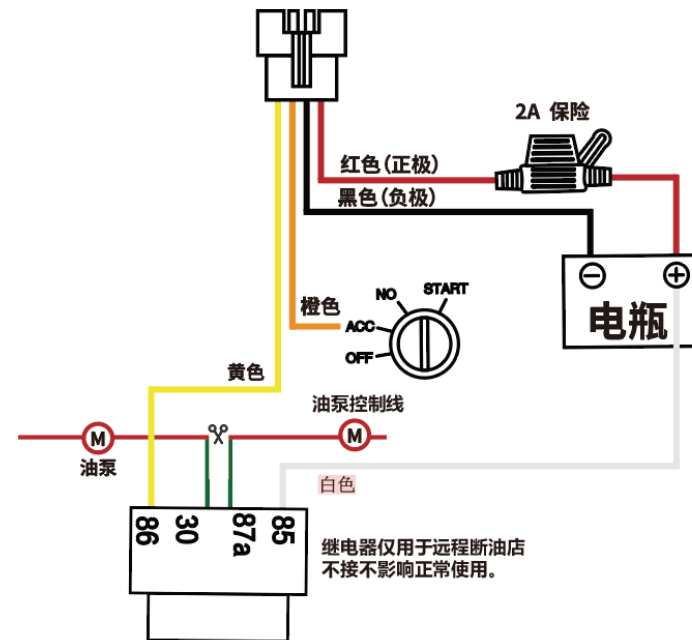 2A 保险
红色(正极)
黑色(负极)
橙色
NO
START
ACC
OFF
电瓶
黄色
油泵控制线
M
M
油泵
白色
86
30
87a
85
继电器仅用于远程断油店
不接不影响正常使用。